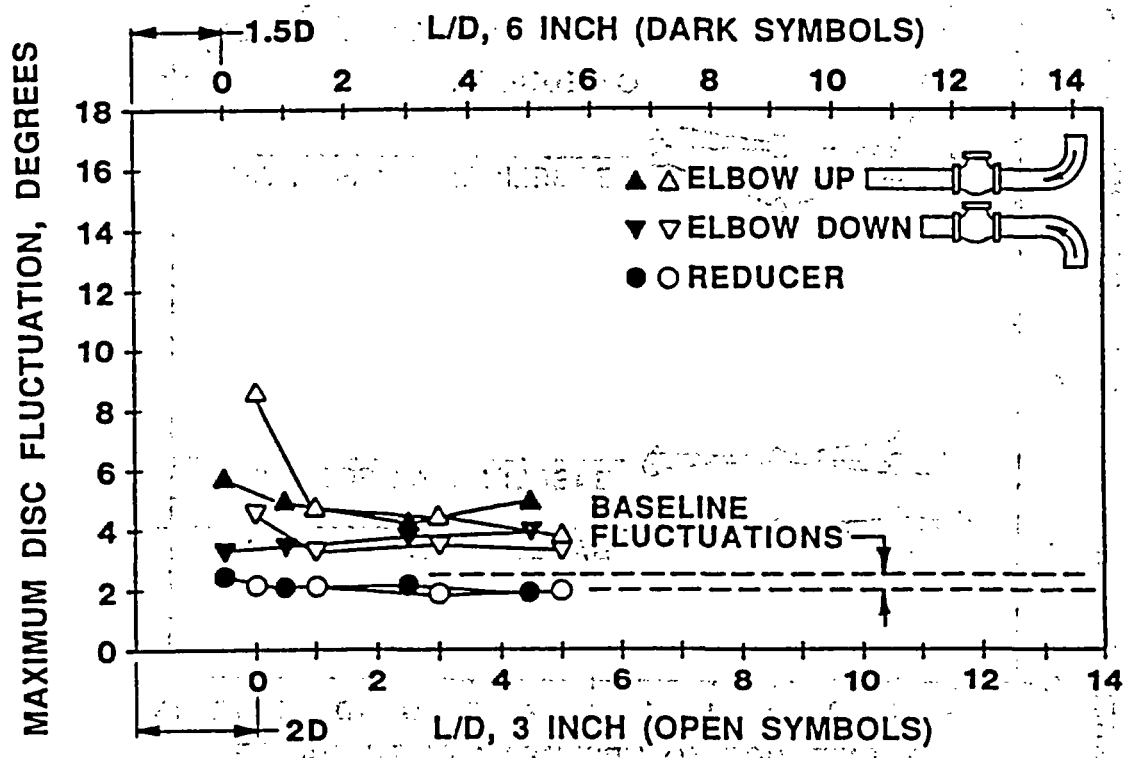 1.5D
L/D, 6 INCH (DARK SYMBOLS)
0 2 4 6 8 10 12 14
MAXIMUM DISC FLUCTUATION, DEGREES
18
16
14
12
10
8
6
4
2
0
ELBOW UP
ELBOW DOWN
REDUCER
BASELINE
FLUCTUATIONS
0 2 4 6 8 10 12 14
2D
L/D, 3 INCH (OPEN SYMBOLS)